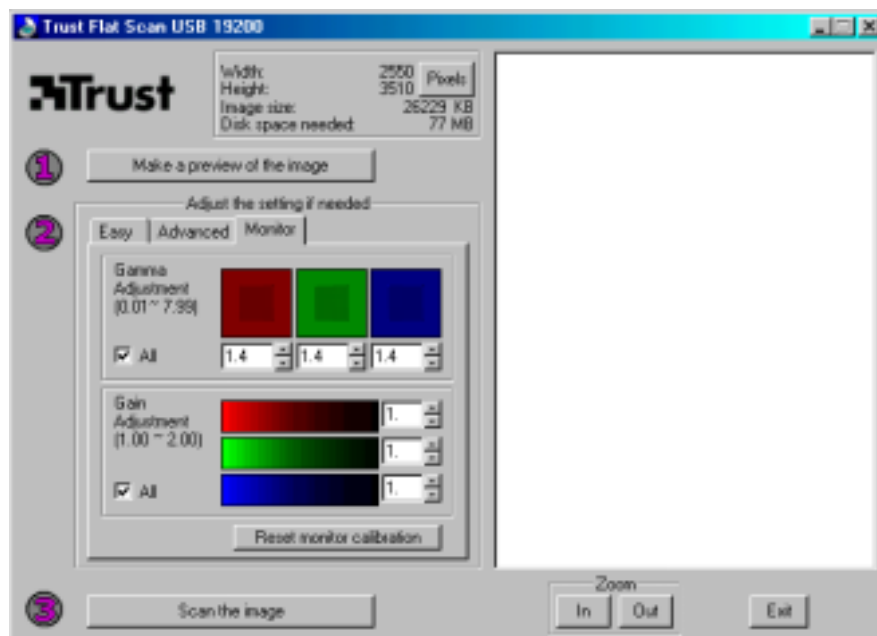 Trust Flat Scan USB 19200
Trust
Width: 2550
Height: 3510
Pixels
Image size: 26229 KB
Disk space needed: 77 MB
1 Make a preview of the image
Adjust the setting if needed
2
Easy Advanced Monitor
Gamma
Adjustment
(0.01 ~ 7.99)
All 1.4 1.4 1.4
Gain
Adjustment
(1.00 ~ 2.00)
1.
1.
All 1.
Reset monitor calibration
3 Scan the image
Zoom
In Out Exit